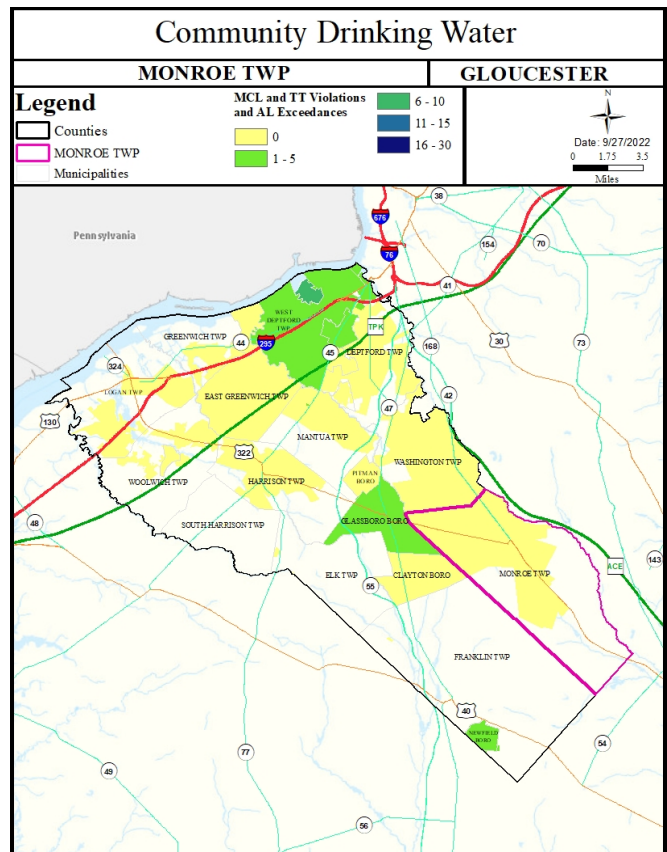 Community Drinking Water
MONROE TWP
GLOUCESTER
Legend
Counties
MONROE TWP
Municipalities
MCL and TT Violations
and AL Exceedances
0
1 - 5
6 - 10
11 - 15
16 - 30
N
Date: 9/27/2022
0 1.75 3.5
Miles
38
676
Pennsylvania
154
70
76
41
WEST
DEPTFORD
TWP
TPK
GREENWICH TWP
44
295
45
DEPTFORD TWP
168
30
73
324
LOGAN TWP
EAST GREENWICH TWP
47
42
130
MANTUA TWP
322
WASHINGTON TWP
PITMAN
BORO
WOOLWICH TWP
HARRISON TWP
48
SOUTH HARRISON TWP
GLASSBORO BORO
143
ACE
ELK TWP
55
CLAYTON BORO
MONROE TWP
FRANKLIN TWP
40
NEWFIELD
BORO
54
77
49
56